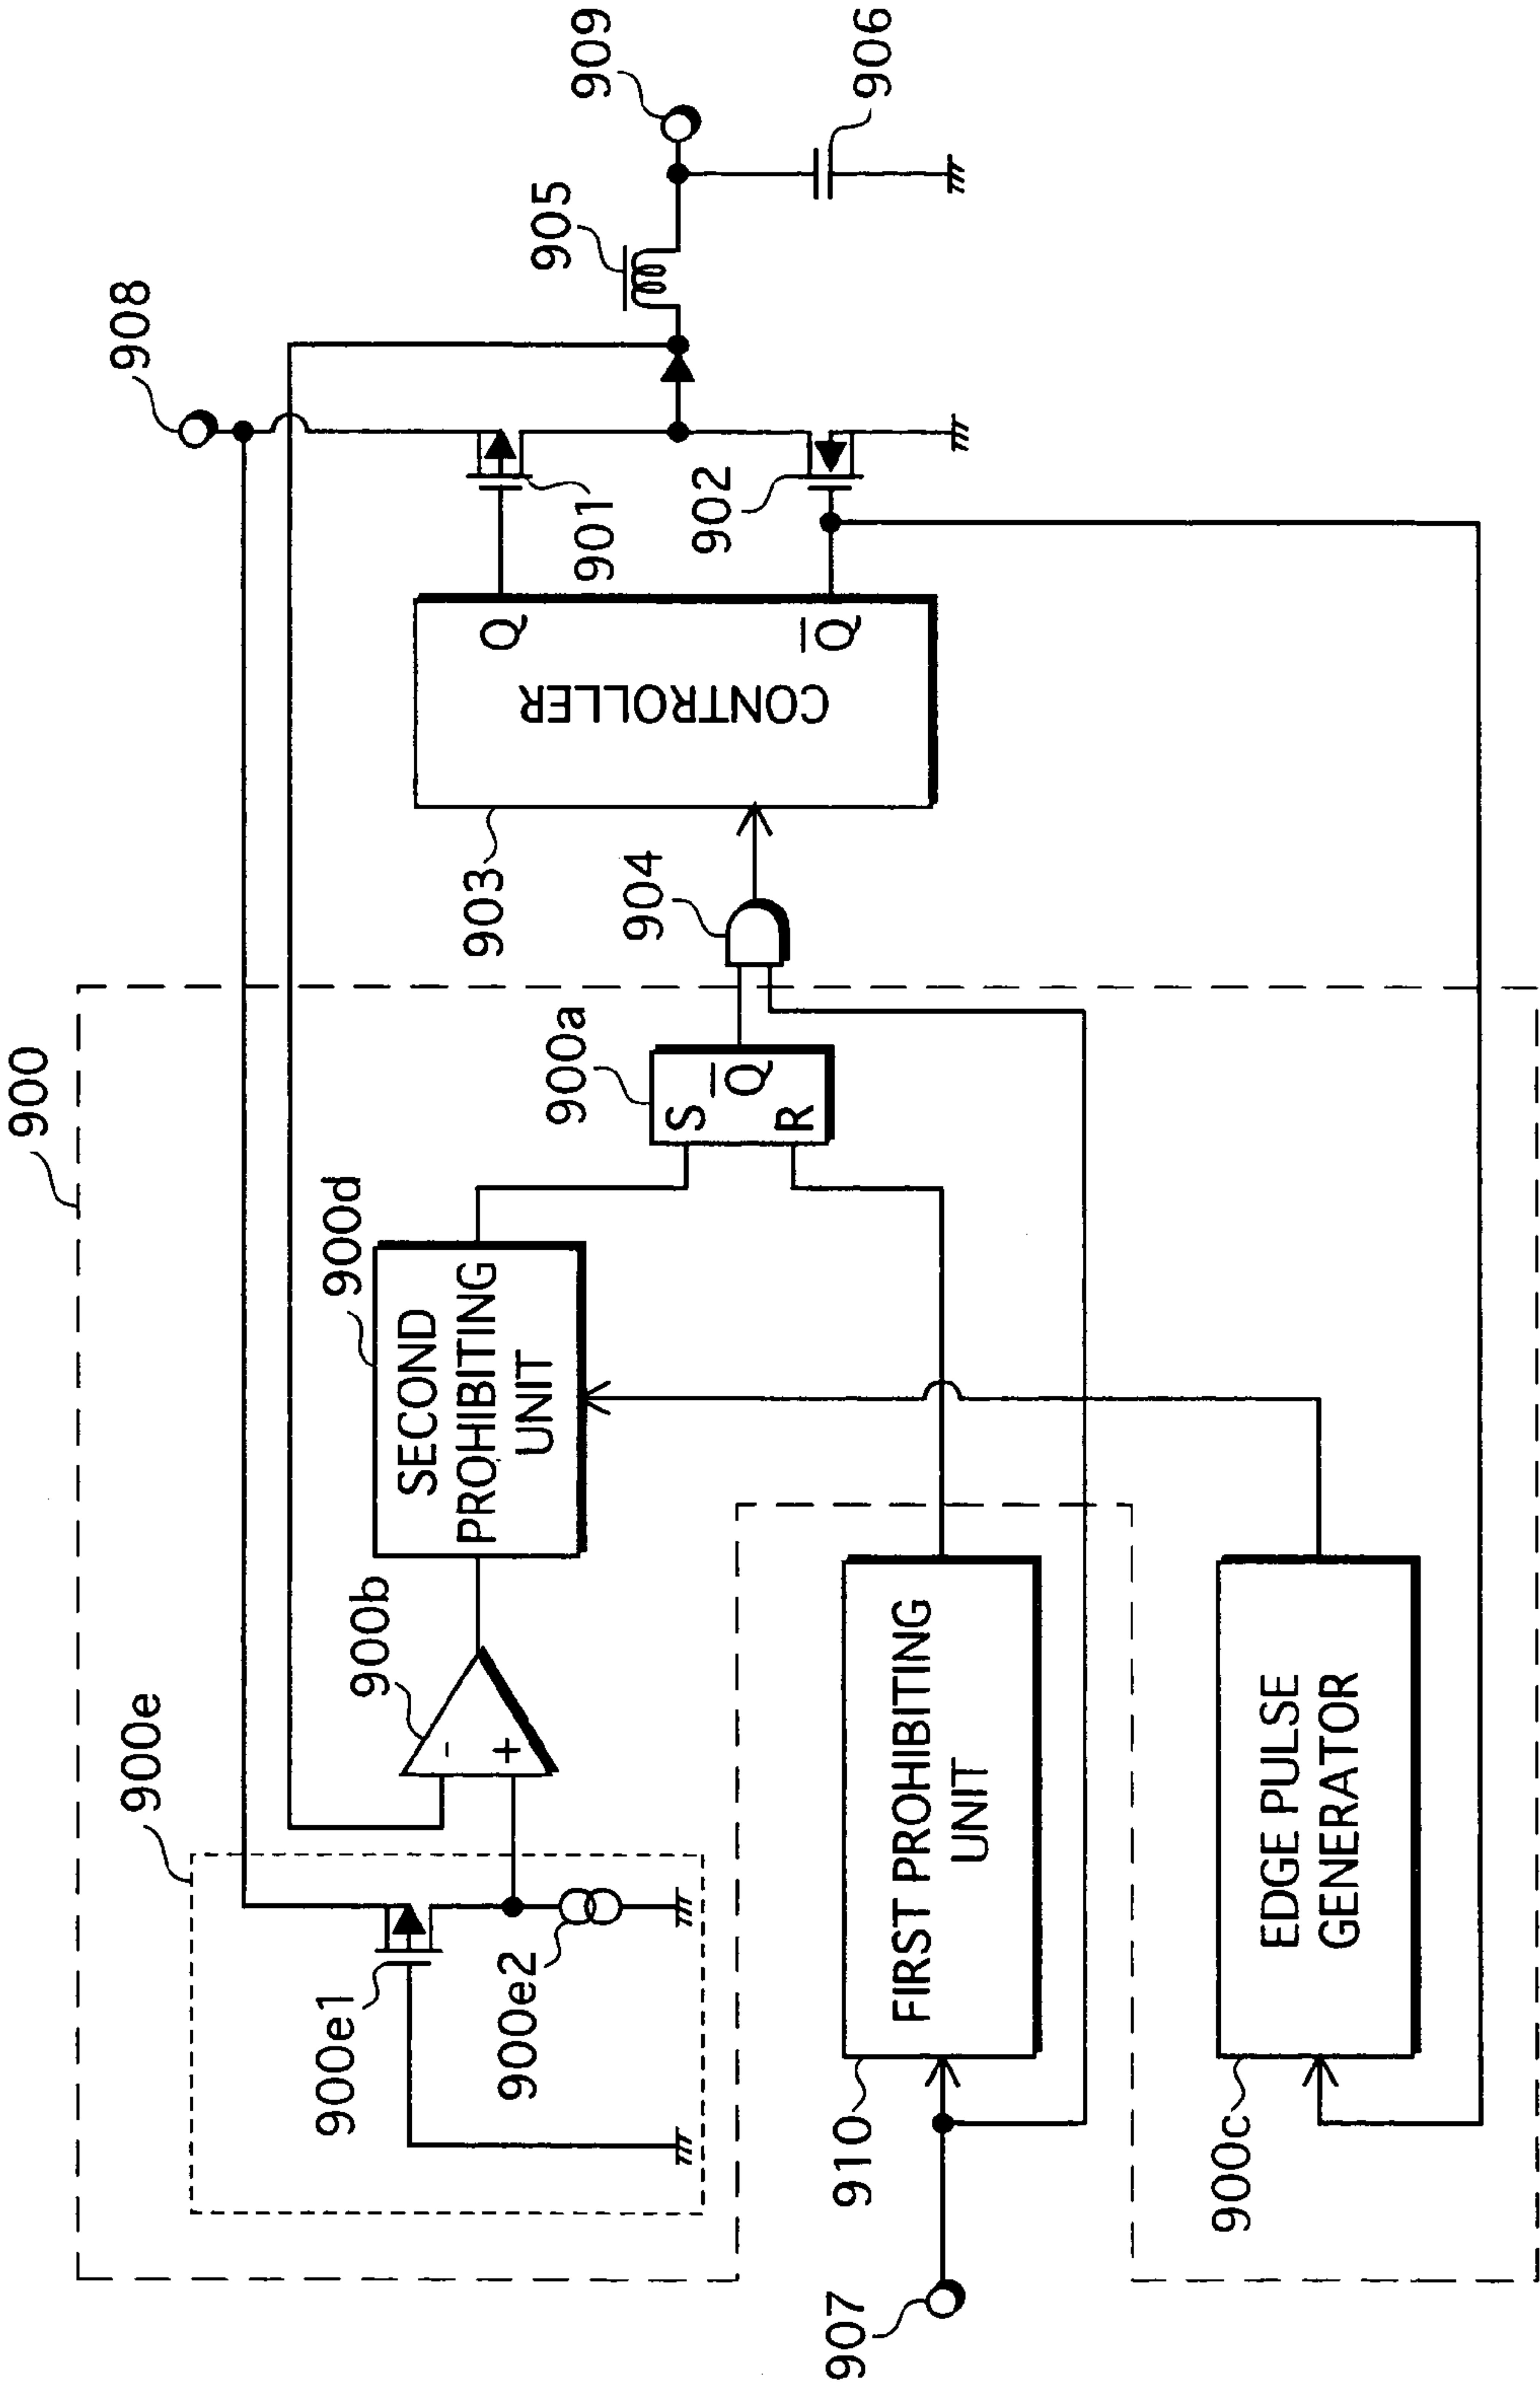 900
908
909
905
906
901
902
Q
Q̅
CONTROLLER
903
904
900a
S
Q̅
R
900d
SECOND
PROHIBITING
UNIT
900b
-
+
900e
900e1
900e2
FIRST PROHIBITING
UNIT
910
907
EDGE PULSE
GENERATOR
900c